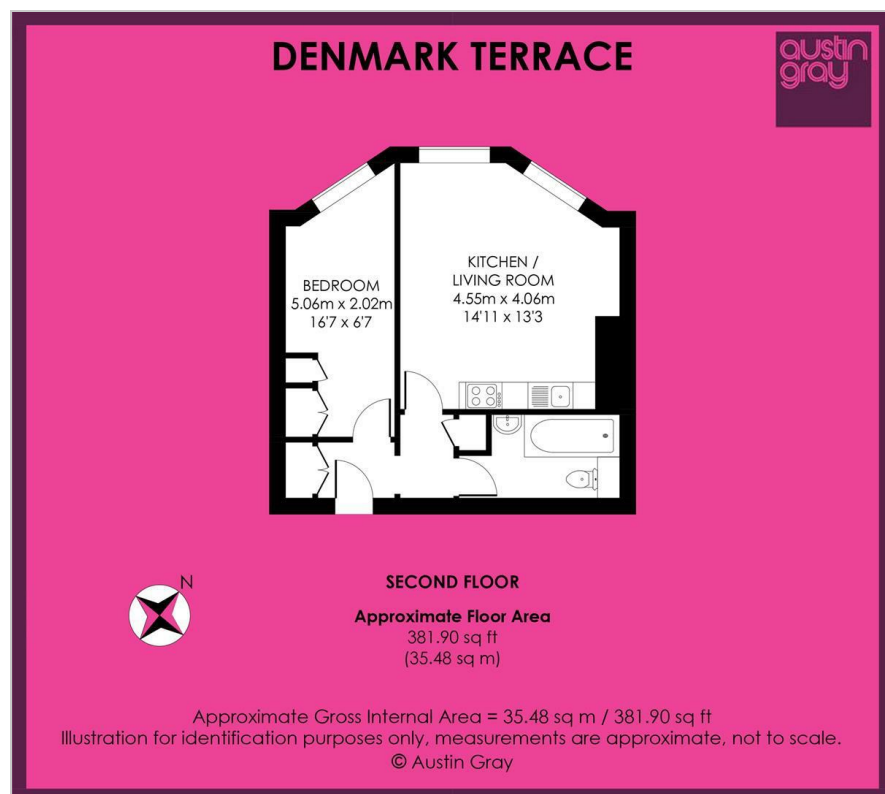 DENMARK TERRACE
austin
gray
KITCHEN /
LIVING ROOM
4.55m x 4.06m
14'11 x 13'3
BEDROOM
5.06m x 2.02m
16'7 x 6'7
N
SECOND FLOOR
Approximate Floor Area
381.90 sq ft
(35.48 sq m)
Approximate Gross Internal Area = 35.48 sq m / 381.90 sq ft
Illustration for identification purposes only, measurements are approximate, not to scale.
© Austin Gray